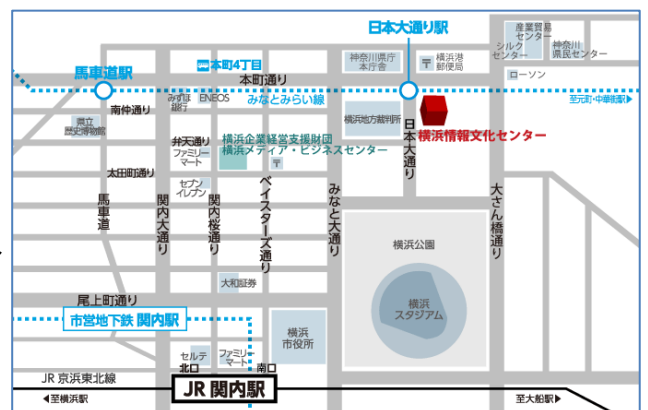 日本大通り駅
産業貿易
センター
シルク
センター
神奈川
県民センター
神奈川県庁
本庁舎
〒
横浜港
郵便局
本町4丁目
馬車道駅
本町通り
ローソン
みなとみらい線
至元町・中華街駅▶
みずほ
銀行
ENEOS
南仲通り
県立
歴史博物館
横浜地方裁判所
日本大通り
横浜情報文化センター
弁天通り
ファミリー
マート
横浜企業経営支援財団
横浜メディア・ビジネスセンター
〒
太田町通り
セブン
イレブン
馬車道
関内大通り
関内桜通り
ベイスターズ通り
みなと大通り
大さん橋通り
横浜公園
大和証券
尾上町通り
横浜
スタジアム
市営地下鉄 関内駅
横浜
市役所
セルテ
ファミリー
マート
北口
南口
JR 京浜東北線
JR 関内駅
◀至横浜駅
至大船駅▶